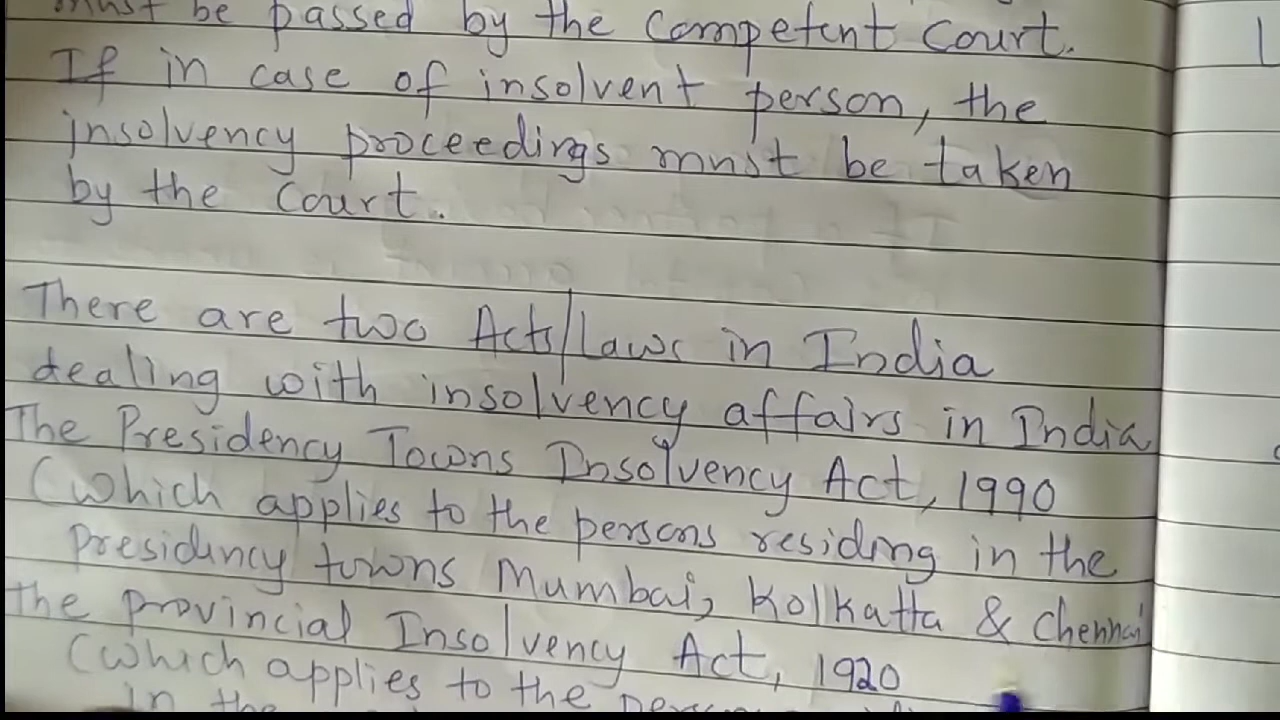 must be passed by the Competent Court.
If in case of insolvent person, the
insolvency proceedings must be taken
by the Court.
There are two Acts/Laws in India
dealing with insolvency affairs in India
The Presidency Towns Insolvency Act, 1990
(which applies to the persons residing in the
presidency towns Mumbai, Kolkatta & Chennai
the provincial Insolvency Act, 1920
(which applies to the
in the